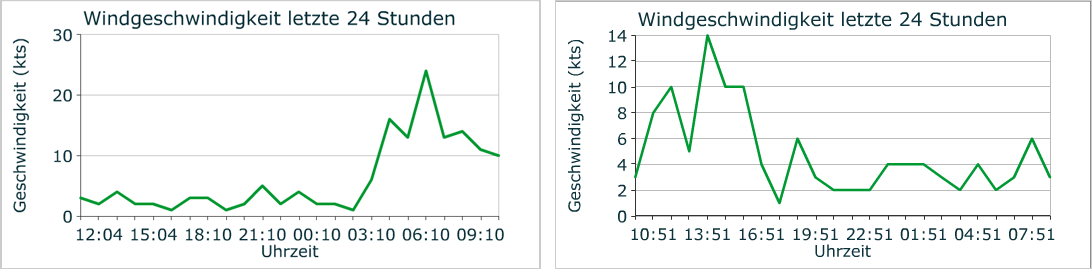 Windgeschwindigkeit letzte 24 Stunden
Geschwindigkeit (kts)
30
20
10
0
12:04 15:04 18:10 21:10 00:10 03:10 06:10 09:10
Uhrzeit
Windgeschwindigkeit letzte 24 Stunden
Geschwindigkeit (kts)
14
12
10
8
6
4
2
0
10:51 13:51 16:51 19:51 22:51 01:51 04:51 07:51
Uhrzeit